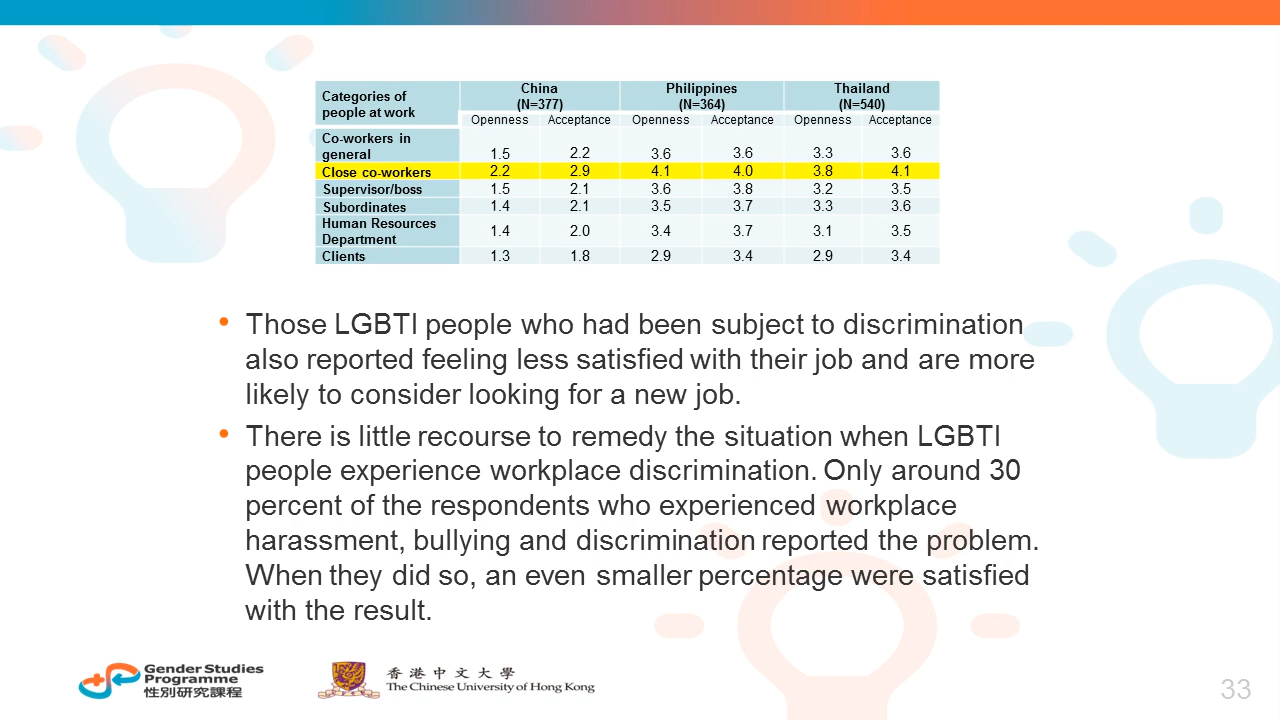 Categories of people at work China (N=377) Philippines (N=364) Thailand (N=540)
Openness Acceptance Openness Acceptance Openness Acceptance
Co-workers in general 1.5 2.2 3.6 3.6 3.3 3.6
Close co-workers 2.2 2.9 4.1 4.0 3.8 4.1
Supervisor/boss 1.5 2.1 3.6 3.8 3.2 3.5
Subordinates 1.4 2.1 3.5 3.7 3.3 3.6
Human Resources Department 1.4 2.0 3.4 3.7 3.1 3.5
Clients 1.3 1.8 2.9 3.4 2.9 3.4
• Those LGBTI people who had been subject to discrimination
also reported feeling less satisfied with their job and are more
likely to consider looking for a new job.
• There is little recourse to remedy the situation when LGBTI
people experience workplace discrimination. Only around 30
percent of the respondents who experienced workplace
harassment, bullying and discrimination reported the problem.
When they did so, an even smaller percentage were satisfied
with the result.
Gender Studies
Programme
性別研究課程
香港中文大學
The Chinese University of Hong Kong
33